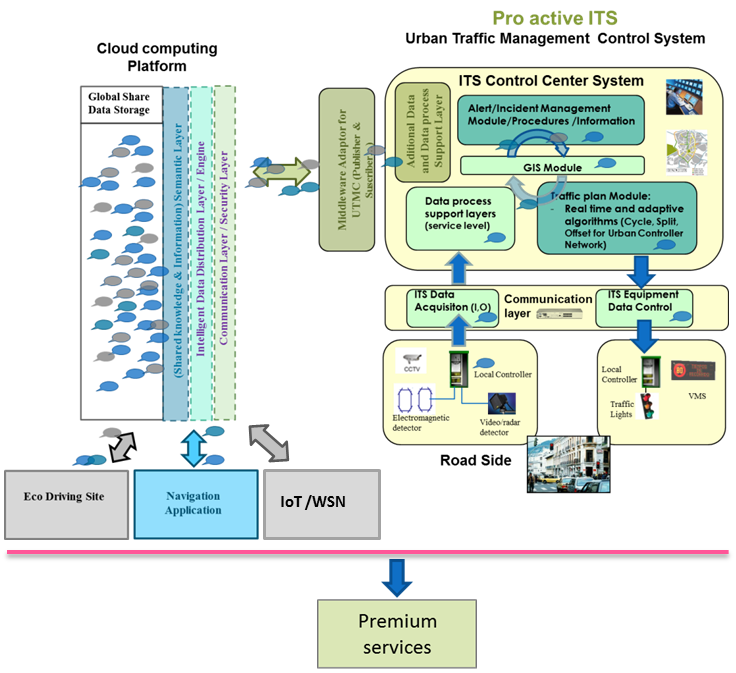 Pro active ITS
Urban Traffic Management Control System
Cloud computing
Platform
Global Share
Data Storage
(Shared knowledge & Information) Semantic Layer
Intelligent Data Distribution Layer / Engine
Communication Layer / Security Layer
Middleware Adaptor for
UTMC (Publisher &
Suscriber)
ITS Control Center System
Aditional Data
and Data process
Support Layer
Alert/Incident Management
Module/Procedures /Information
GIS Module
Data process
support layers
(service level)
Traffic plan Module:
- Real time and adaptive
algorithms (Cycle, Split,
Offset for Urban Controller
Network)
ITS Data
Acquisiton (I,O)
Communication
layer
ITS Equipment
Data Control
CCTV
Local Controller
Electromagnetic
detector
Video/radar
detector
Local
Controller
Traffic
Lights
VMS
Road Side
Eco Driving Site
Navigation
Application
IoT /WSN
Premium
services